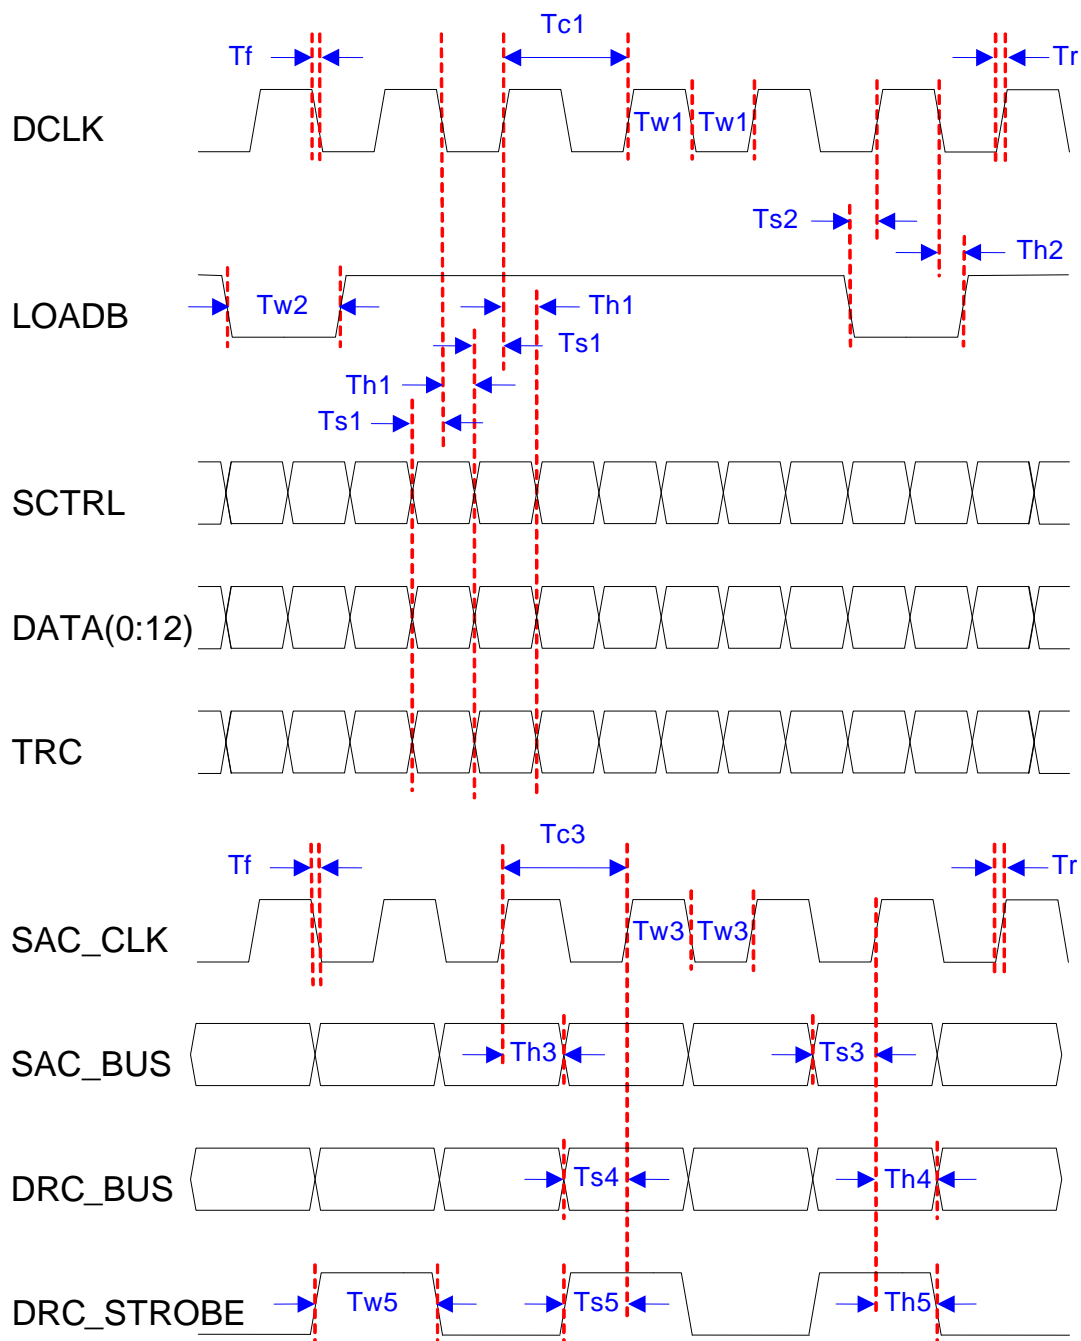 Tc1
Tf
Tr
DCLK
Tw1
Tw1
Ts2
Th2
LOADB
Tw2
Th1
Ts1
Th1
Ts1
SCTRL
DATA(0:12)
TRC
Tc3
Tf
Tr
SAC_CLK
Tw3
Tw3
SAC_BUS
Th3
Ts3
DRC_BUS
Ts4
Th4
DRC_STROBE
Tw5
Ts5
Th5